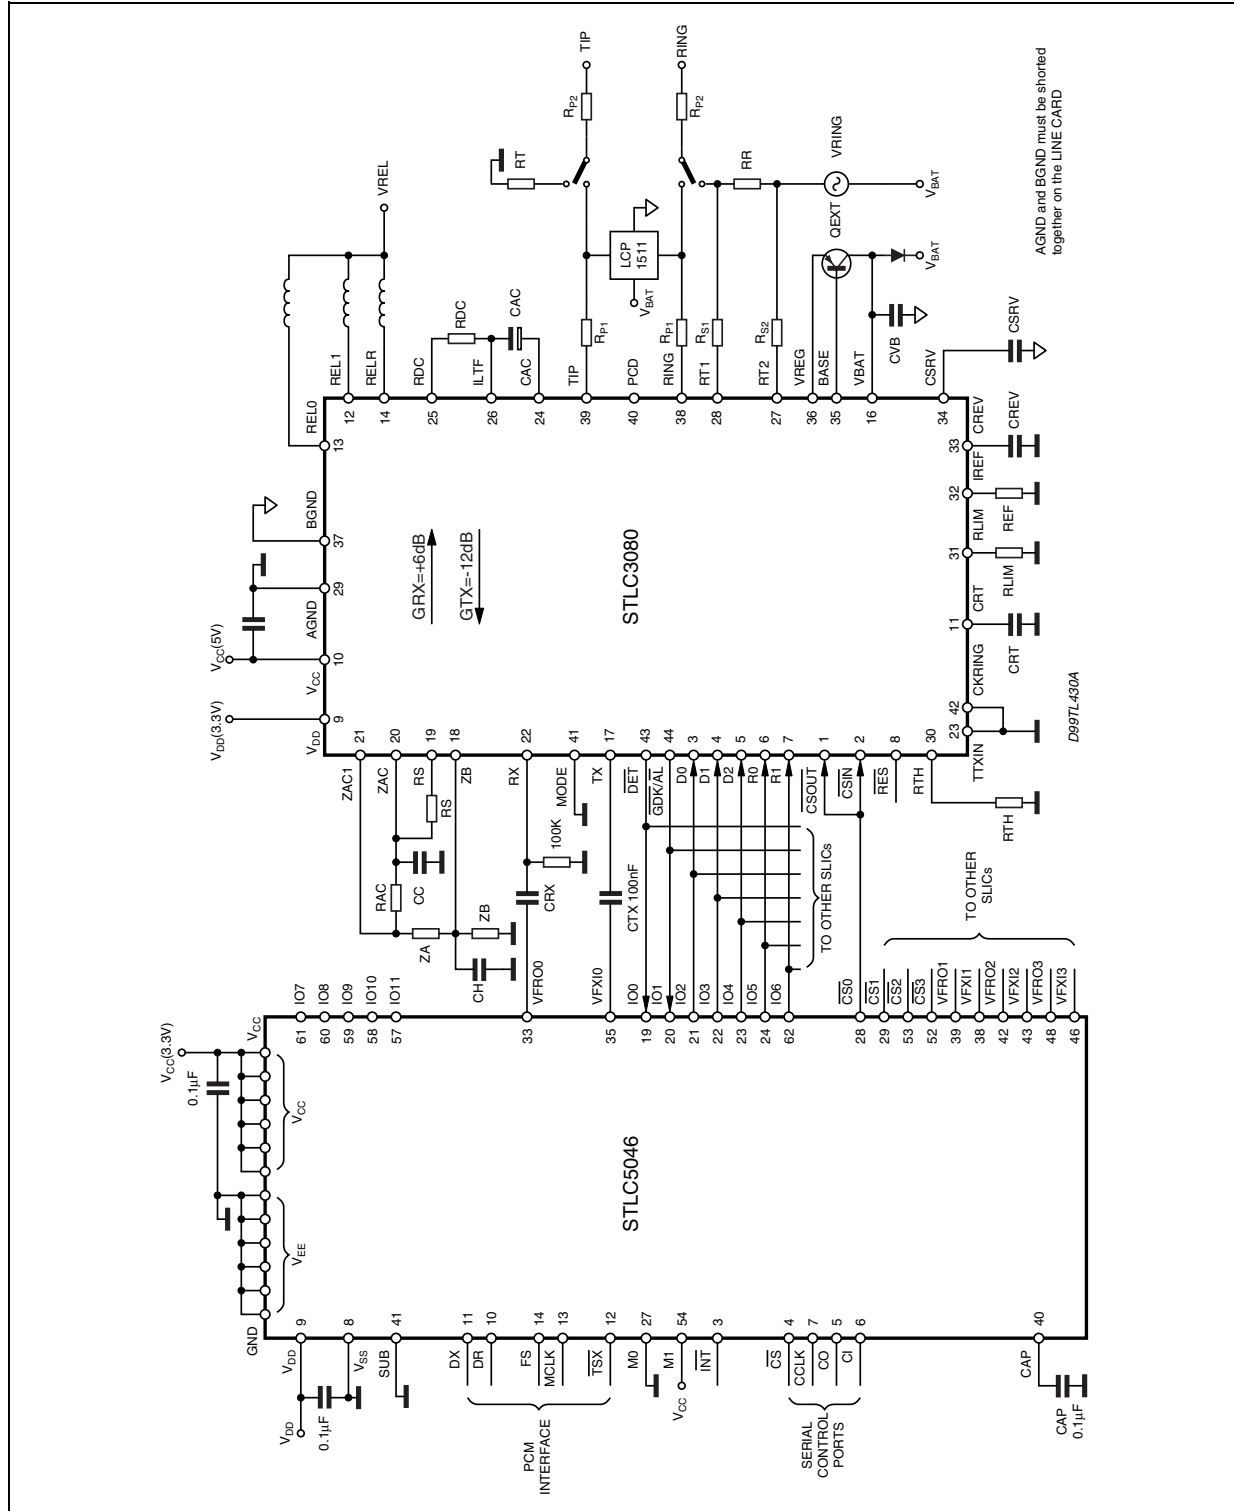 TIP
RING
RP2
RP2
AGND and BGND must be shorted
together on the LINE CARD
RT
VREL
RR
VRING
QEXT
VBAT
LCP
1511
VBAT
VBAT
RDC
CAC
RP1
RP1
RS1
RS2
CVB
CSRV
REL0
REL1
RELR
RDC
ILTF
CAC
TIP
PCD
RING
RT1
RT2
VREG
BASE
VBAT
CSRV
13
12
14
25
26
24
39
40
38
28
27
36
35
16
34
BGND
37
AGND
29
VCC(5V)
VCC
10
VDD(3.3V)
VDD
9
GRX=+6dB
GTX=-12dB
STLC3080
CREV
33
CREV
IREF
32
REF
RLIM
31
RLIM
CRT
11
CRT
CKRING
42
23
TTXIN
D99TL430A
21
20
19
18
22
41
17
43
44
3
4
5
6
7
1
2
8
30
ZAC1
ZAC
RS
ZB
RX
MODE
TX
DET
GDK/AL
D0
D1
D2
R0
R1
CSOUT
CSIN
RES
RTH
RS
100K
RTH
RAC
CC
CRX
CTX 100nF
TO OTHER SLICs
ZA
ZB
CH
TO OTHER
SLICs
IO7
IO8
IO9
IO10
IO11
VFRO0
VFXI0
IO0
IO1
IO2
IO3
IO4
IO5
IO6
CS0
CS1
CS2
CS3
VFRO1
VFXI1
VFRO2
VFXI2
VFRO3
VFXI3
61
60
59
58
57
33
35
19
20
21
22
23
24
62
28
29
53
52
39
38
42
43
48
46
VCC(3.3V)
0.1µF
VCC
VCC
VEE
GND
STLC5046
9
8
41
11
10
14
13
12
27
54
3
4
7
5
6
40
VDD
VSS
SUB
DX
DR
FS
MCLK
TSX
M0
M1
INT
CS
CCLK
CO
CI
CAP
VDD
0.1µF
PCM
INTERFACE
VCC
SERIAL
CONTROL
PORTS
CAP
0.1µF